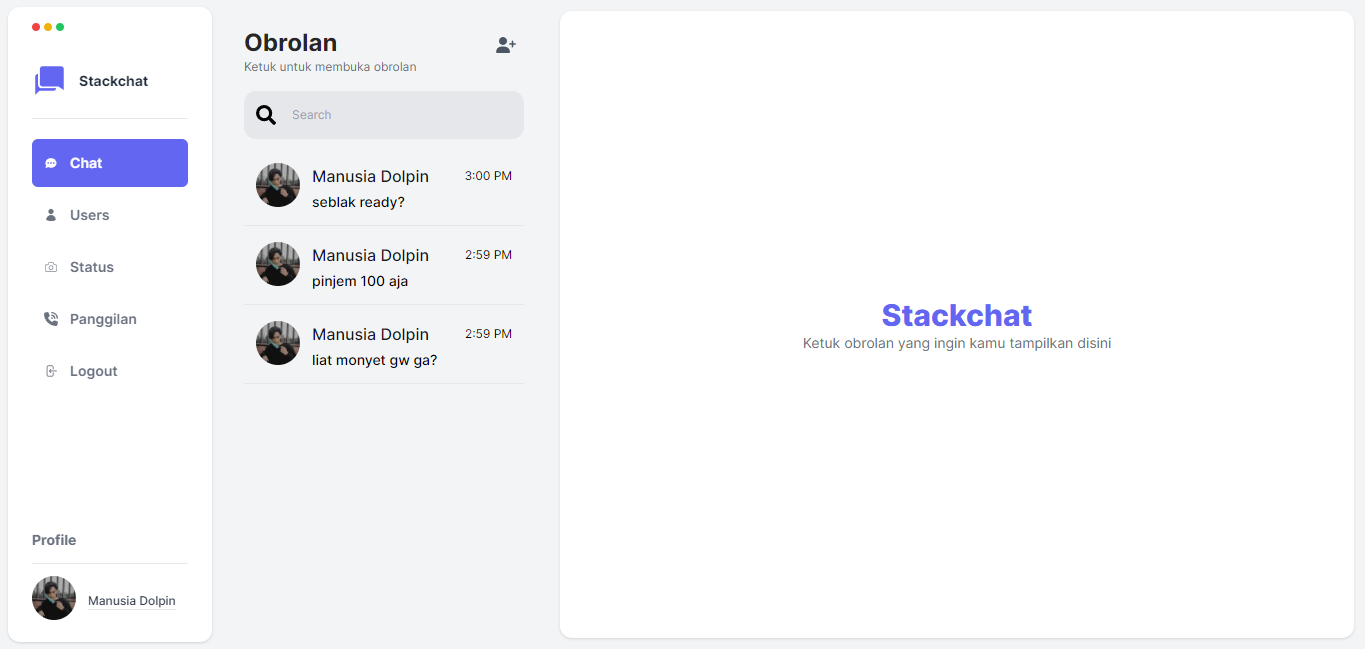 Stackchat
Chat
Users
Status
Panggilan
Logout
Profile
Manusia Dolpin
Obrolan
Ketuk untuk membuka obrolan
Search
Manusia Dolpin 3:00 PM
seblak ready?
Manusia Dolpin 2:59 PM
pinjem 100 aja
Manusia Dolpin 2:59 PM
liat monyet gw ga?
Stackchat
Ketuk obrolan yang ingin kamu tampilkan disini